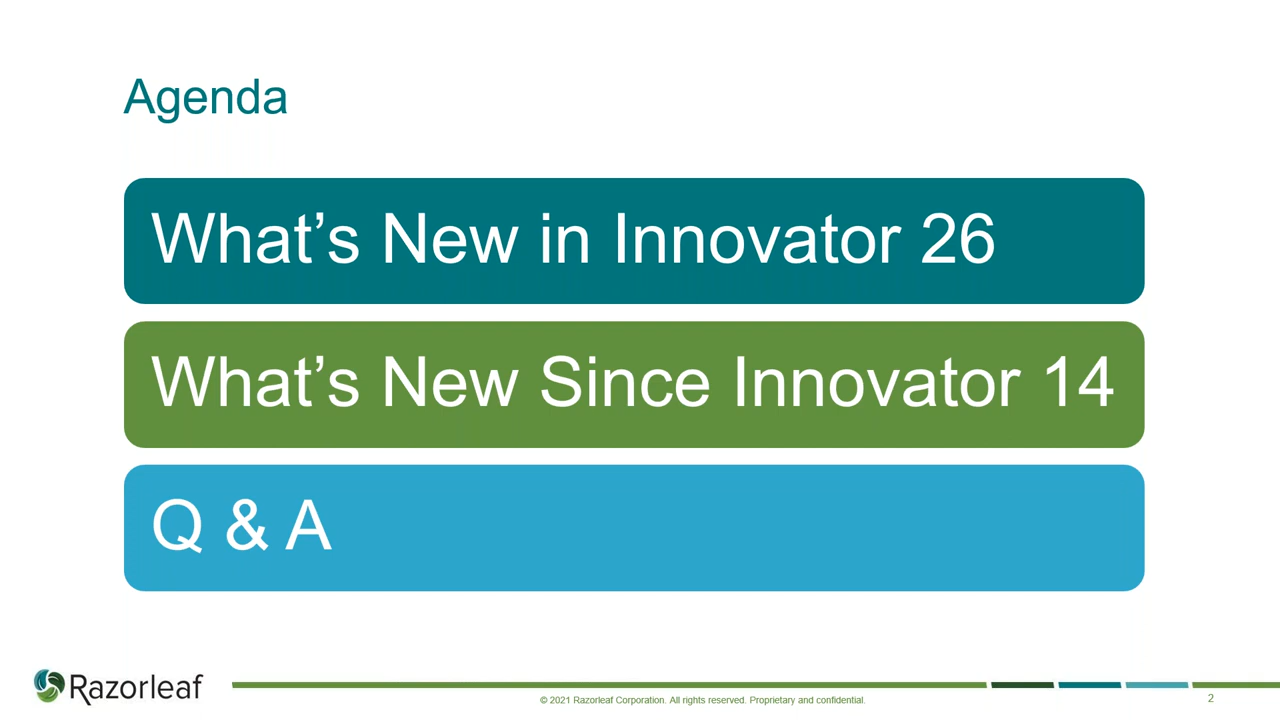 Agenda
What’s New in Innovator 26
What’s New Since Innovator 14
Q & A
Razorleaf
© 2021 Razorleaf Corporation. All rights reserved. Proprietary and confidential.
2